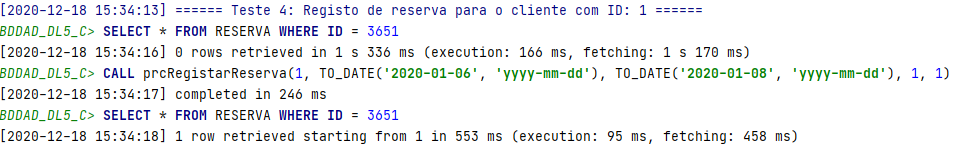 [2020-12-18 15:34:13] ====== Teste 4: Registo de reserva para o cliente com ID: 1 ======
BDDAD_DL5_C> SELECT * FROM RESERVA WHERE ID = 3651
[2020-12-18 15:34:16] 0 rows retrieved in 1 s 336 ms (execution: 166 ms, fetching: 1 s 170 ms)
BDDAD_DL5_C> CALL prcRegistarReserva(1, TO_DATE('2020-01-06', 'yyyy-mm-dd'), TO_DATE('2020-01-08', 'yyyy-mm-dd'), 1, 1)
[2020-12-18 15:34:17] completed in 246 ms
BDDAD_DL5_C> SELECT * FROM RESERVA WHERE ID = 3651
[2020-12-18 15:34:18] 1 row retrieved starting from 1 in 553 ms (execution: 95 ms, fetching: 458 ms)